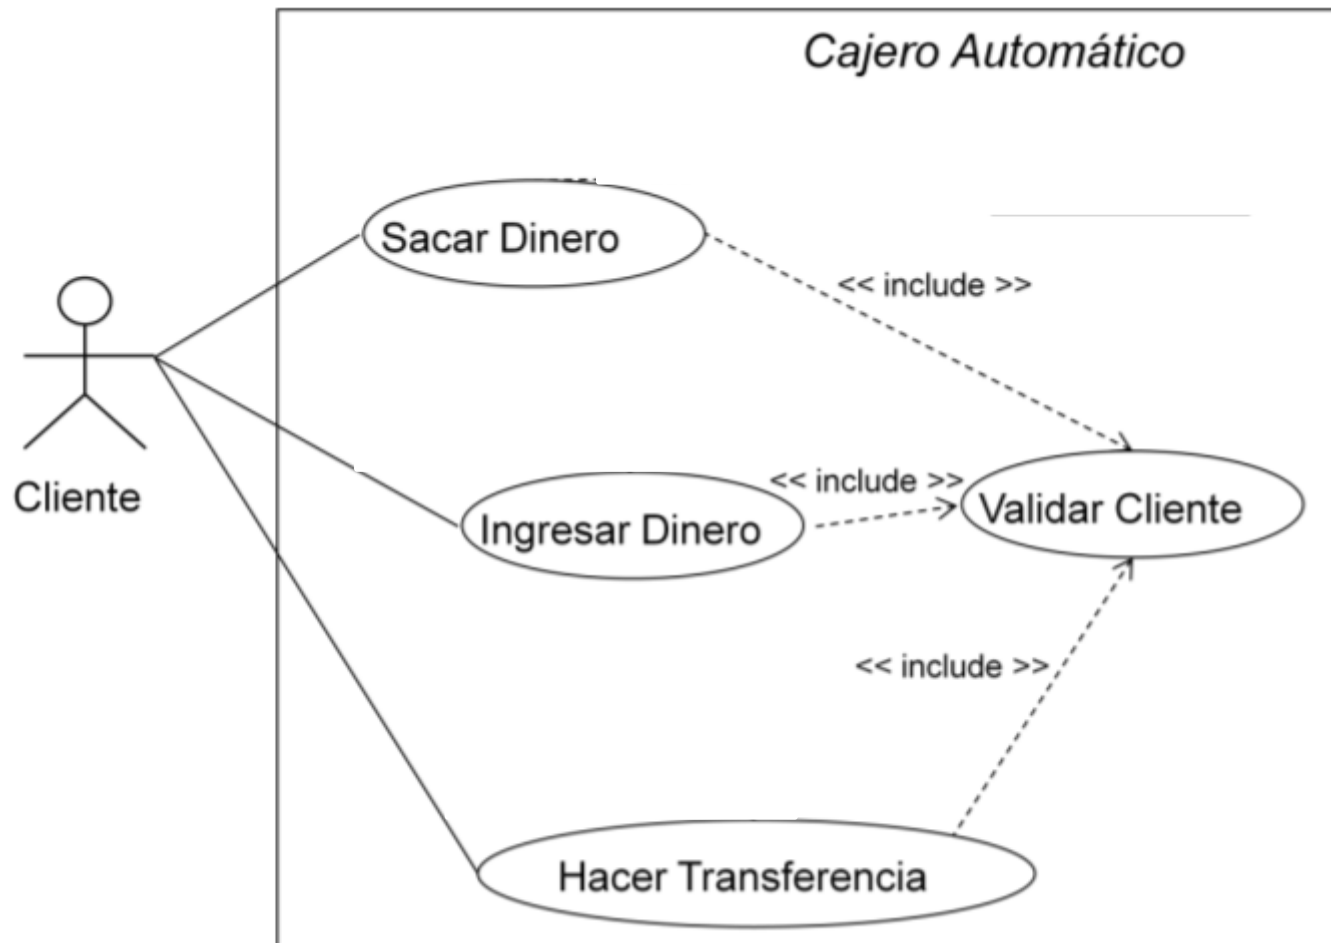 Cajero Automático
Sacar Dinero
<< include >>
Cliente
<< include >>
Ingresar Dinero
Validar Cliente
<< include >>
Hacer Transferencia